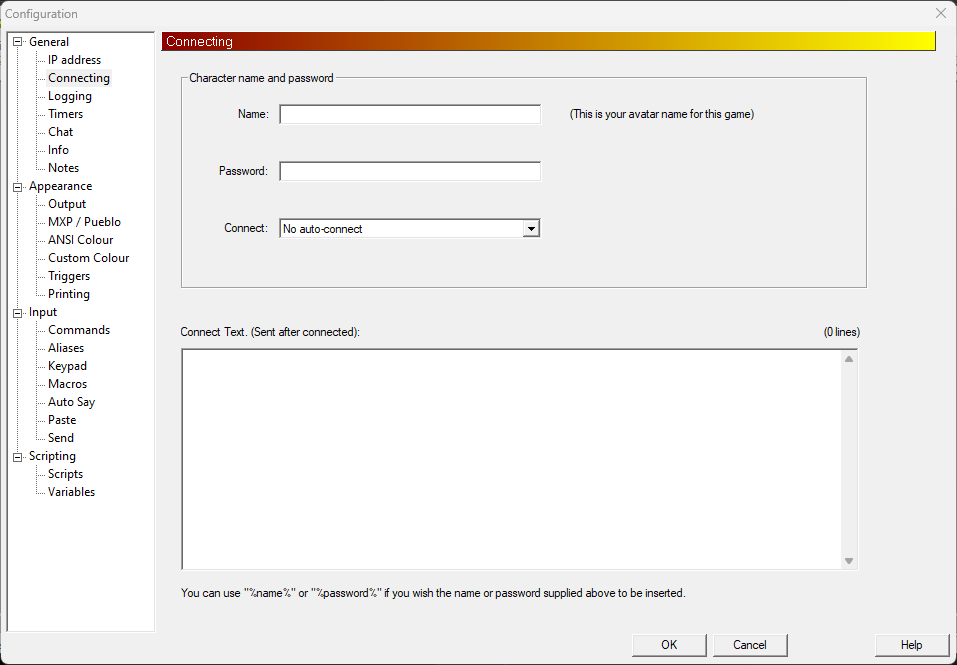 Configuration
General
IP address
Connecting
Logging
Timers
Chat
Info
Notes
Appearance
Output
MXP / Pueblo
ANSI Colour
Custom Colour
Triggers
Printing
Input
Commands
Aliases
Keypad
Macros
Auto Say
Paste
Send
Scripting
Scripts
Variables
Connecting
Character name and password
Name: (This is your avatar name for this game)
Password:
Connect: No auto-connect
Connect Text. (Sent after connected): (0 lines)
You can use "%name%" or "%password%" if you wish the name or password supplied above to be inserted.
OK Cancel Help